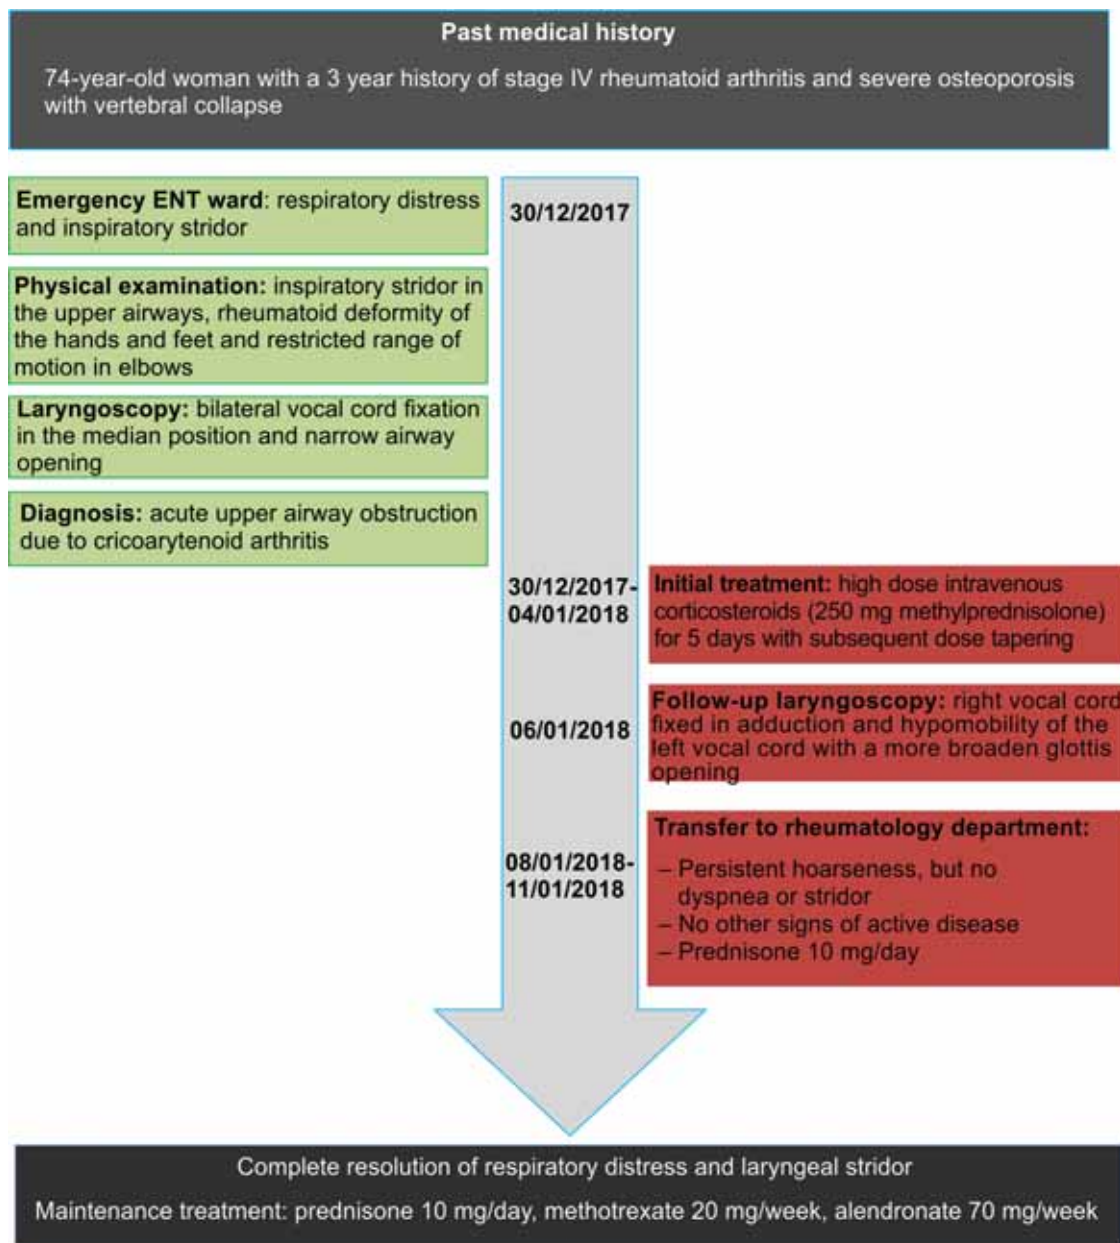 Past medical history
74-year-old woman with a 3 year history of stage IV rheumatoid arthritis and severe osteoporosis
with vertebral collapse
Emergency ENT ward: respiratory distress
and inspiratory stridor
30/12/2017
Physical examination: inspiratory stridor in
the upper airways, rheumatoid deformity of
the hands and feet and restricted range of
motion in elbows
Laryngoscopy: bilateral vocal cord fixation
in the median position and narrow airway
opening
Diagnosis: acute upper airway obstruction
due to cricoarytenoid arthritis
30/12/2017-
04/01/2018
Initial treatment: high dose intravenous
corticosteroids (250 mg methylprednisolone)
for 5 days with subsequent dose tapering
06/01/2018
Follow-up laryngoscopy: right vocal cord
fixed in adduction and hypomobility of the
left vocal cord with a more broaden glottis
opening
08/01/2018-
11/01/2018
Transfer to rheumatology department:
– Persistent hoarseness, but no
dyspnea or stridor
– No other signs of active disease
– Prednisone 10 mg/day
Complete resolution of respiratory distress and laryngeal stridor
Maintenance treatment: prednisone 10 mg/day, methotrexate 20 mg/week, alendronate 70 mg/week